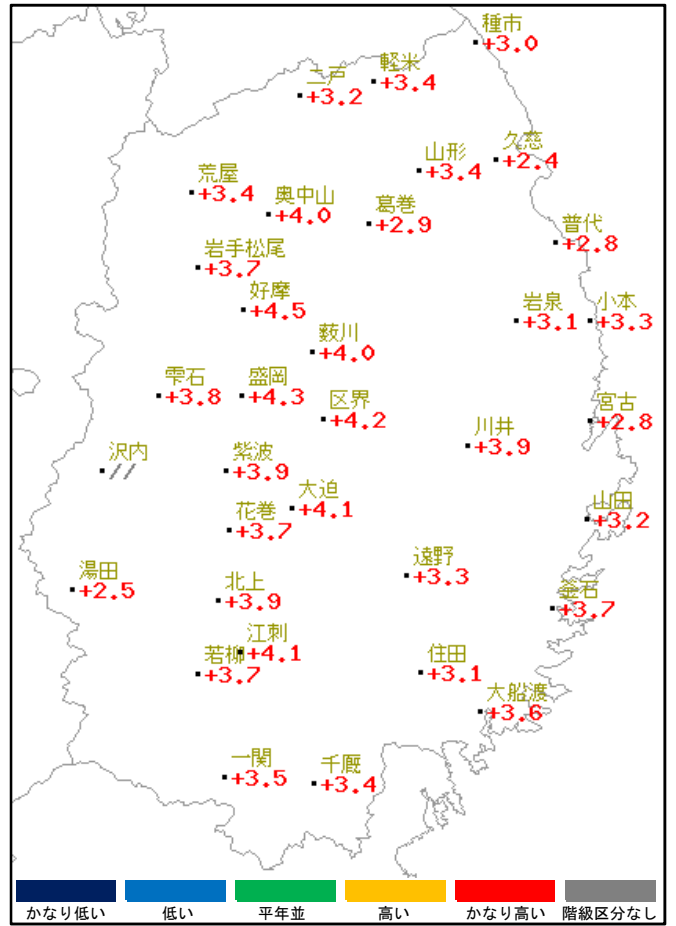 種市
+3.0
軽米
+3.4
二戸
+3.2
久慈
+2.4
山形
+3.4
荒屋
+3.4
奥中山
+4.0
葛巻
+2.9
普代
+2.8
岩手松尾
+3.7
好摩
+4.5
岩泉
+3.1
小本
+3.3
薮川
+4.0
雫石
+3.8
盛岡
+4.3
区界
+4.2
宮古
+2.8
川井
+3.9
沢内
//
紫波
+3.9
大迫
+4.1
花巻
+3.7
山田
+3.2
遠野
+3.3
湯田
+2.5
北上
+3.9
釜石
+3.7
江刺
+4.1
若柳
+3.7
住田
+3.1
大船渡
+3.6
一関
+3.5
千厩
+3.4
かなり低い 低い 平年並 高い かなり高い 階級区分なし